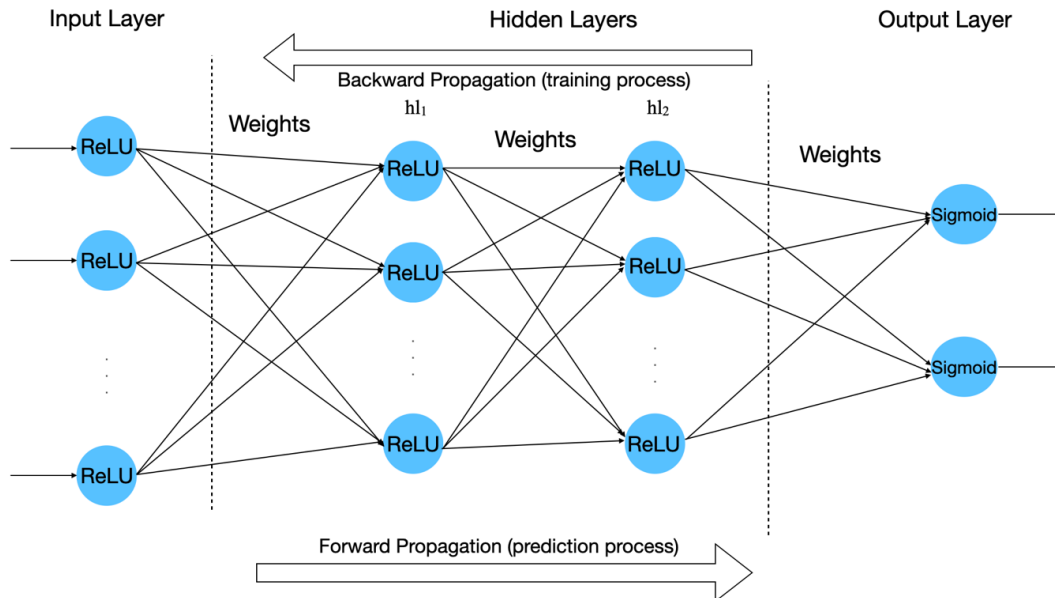 Input Layer
Hidden Layers
Output Layer
Backward Propagation (training process)
hl₁
hl₂
Weights
Weights
Weights
ReLU
ReLU
ReLU
ReLU
ReLU
ReLU
ReLU
ReLU
ReLU
Sigmoid
Sigmoid
Forward Propagation (prediction process)